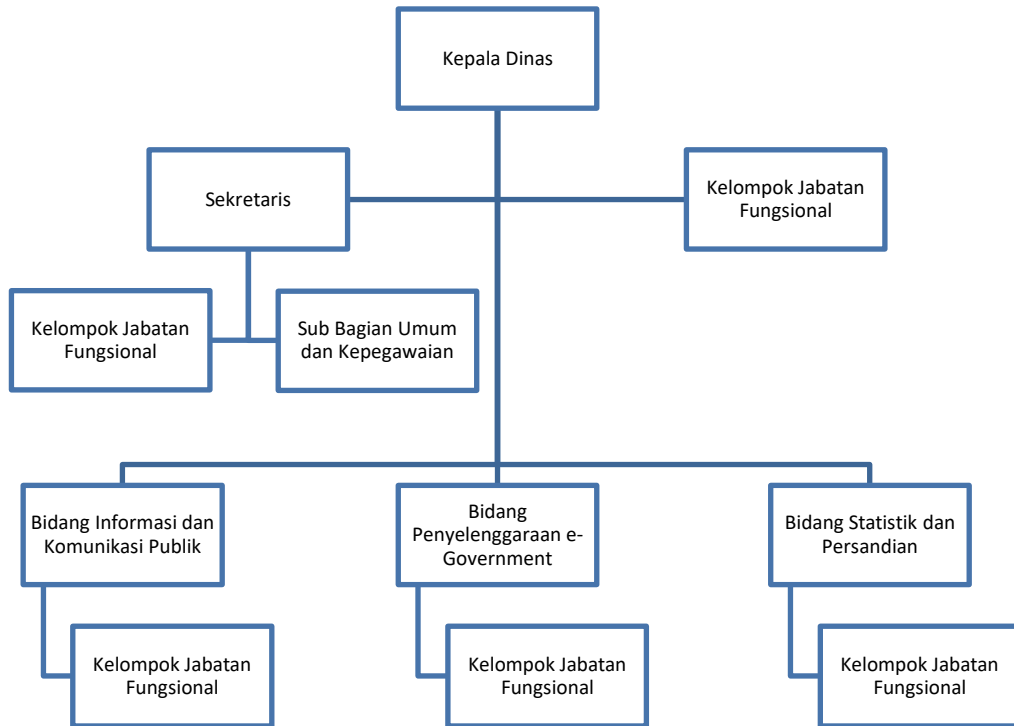 Kepala Dinas
Sekretaris
Kelompok Jabatan
Fungsional
Kelompok Jabatan
Fungsional
Sub Bagian Umum
dan Kepegawaian
Bidang Informasi dan
Komunikasi Publik
Bidang
Penyelenggaraan e-
Government
Bidang Statistik dan
Persandian
Kelompok Jabatan
Fungsional
Kelompok Jabatan
Fungsional
Kelompok Jabatan
Fungsional